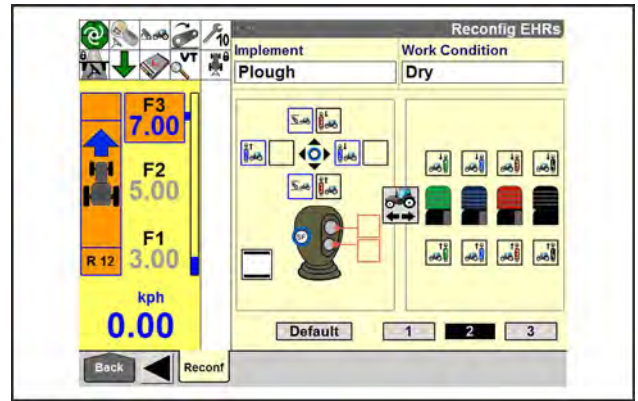 Reconfig EHRs
10
VT
Implement
Work Condition
Plough
Dry
F3
7.00
F2
5.00
F1
R 12
3.00
kph
0.00
SF
Default
1
2
3
Back
Reconf